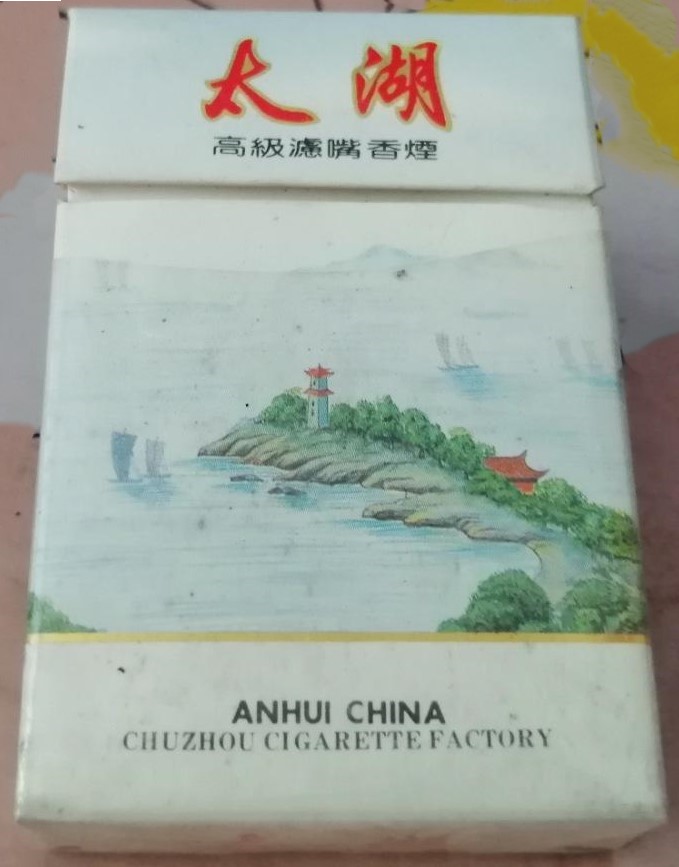 太湖
高級濾嘴香煙
ANHUI CHINA
CHUZHOU CIGARETTE FACTORY